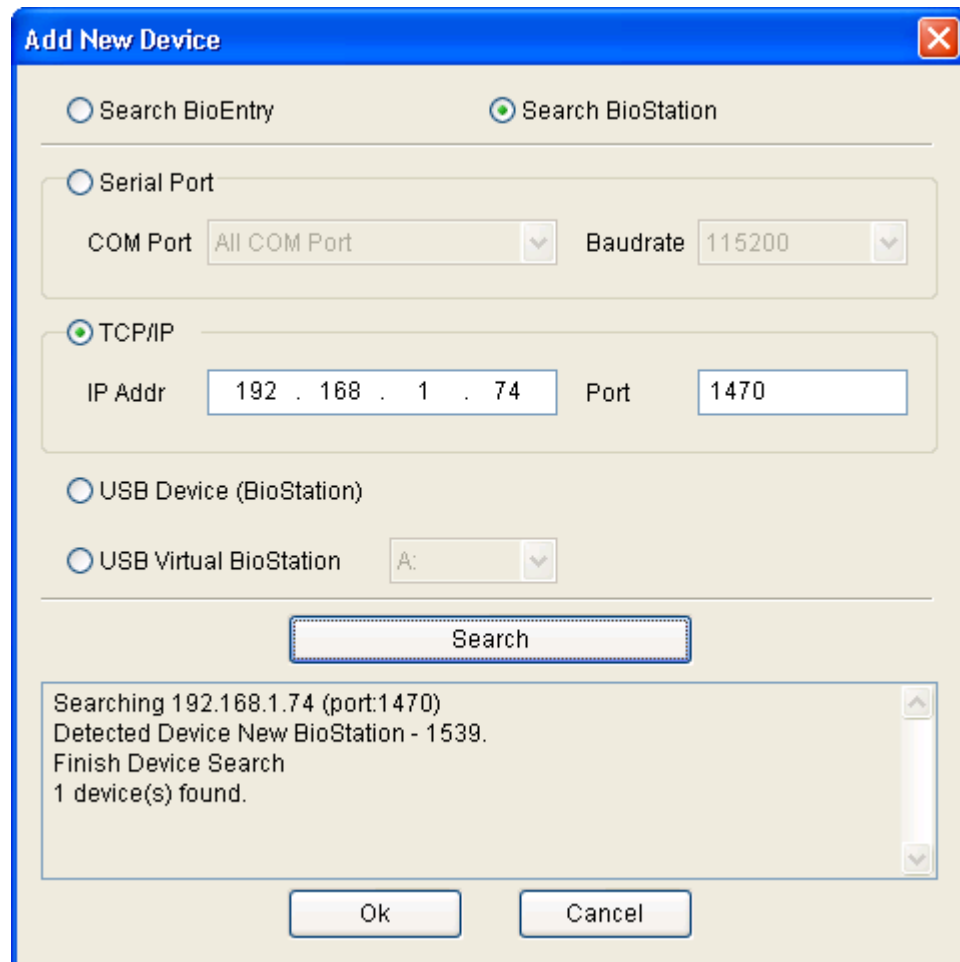 Add New Device
Search BioEntry Search BioStation
Serial Port
COM Port All COM Port Baudrate 115200
TCP/IP
IP Addr 192 . 168 . 1 . 74 Port 1470
USB Device (BioStation)
USB Virtual BioStation A:
Search
Searching 192.168.1.74 (port:1470)
Detected Device New BioStation - 1539.
Finish Device Search
1 device(s) found.
Ok Cancel